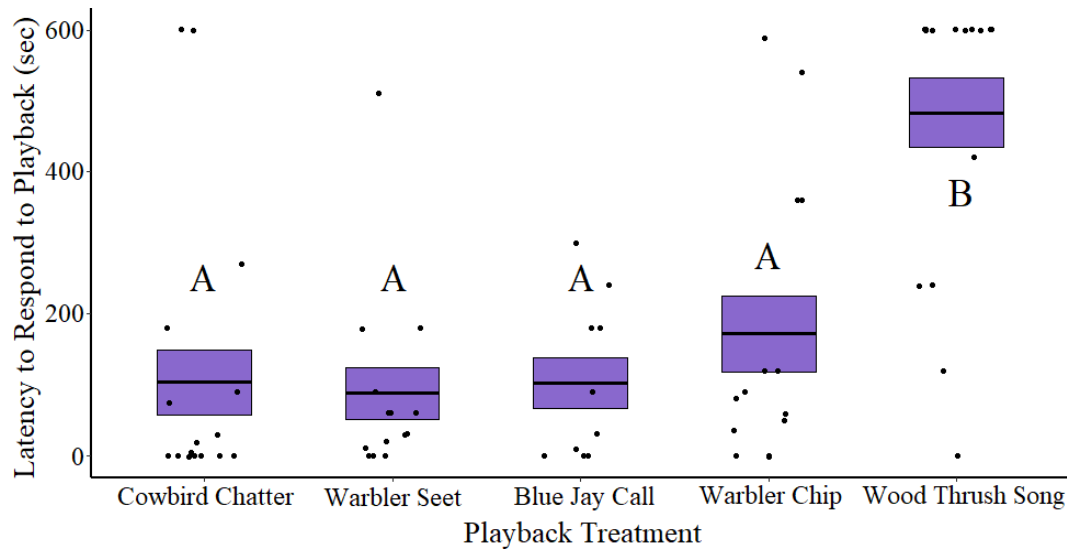 Latency to Respond to Playback (sec)
600
400
200
0
A
A
A
A
B
Cowbird Chatter
Warbler Seet
Blue Jay Call
Warbler Chip
Wood Thrush Song
Playback Treatment